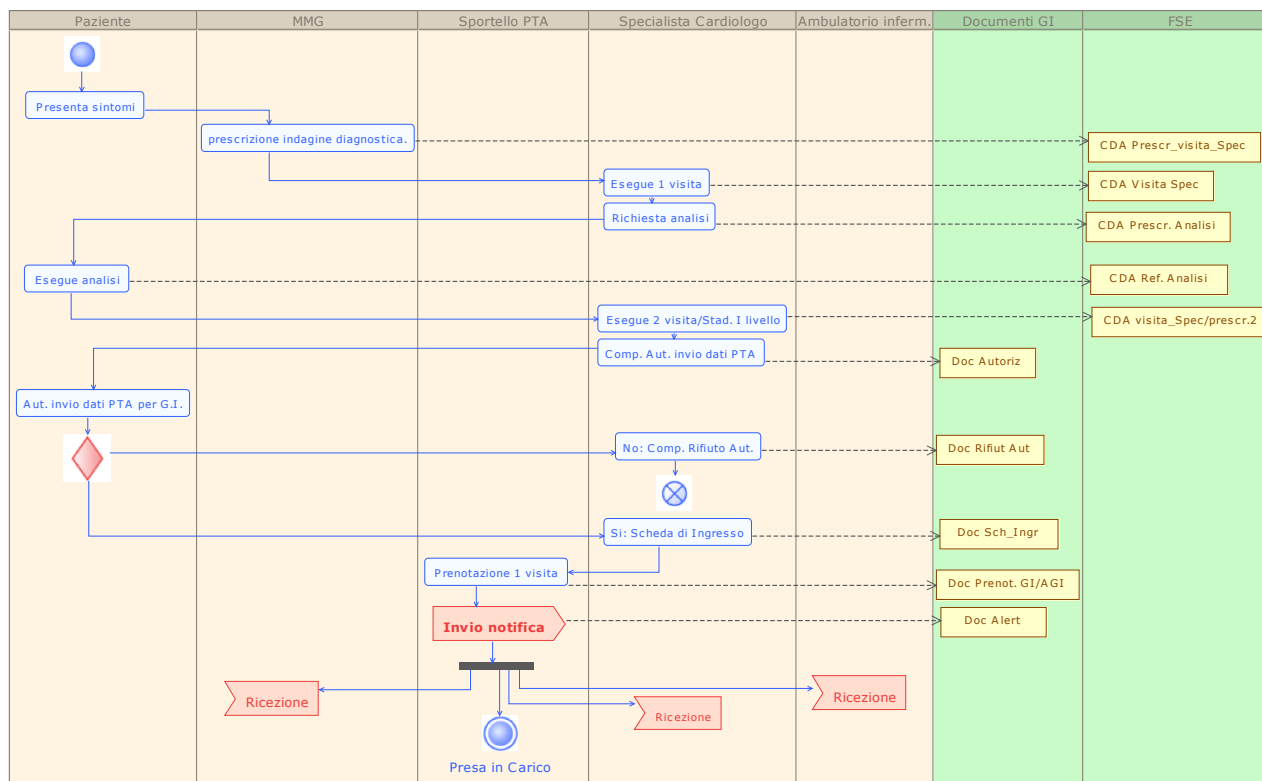 Paziente
MMG
Sportello PTA
Specialista Cardiologo
Ambulatorio inferm.
Documenti GI
FSE
Presenta sintomi
prescrizione indagine diagnostica.
CDA Prescr_visita_Spec
Esegue 1 visita
CDA Visita Spec
Richiesta analisi
CDA Prescr. Analisi
Esegue analisi
CDA Ref. Analisi
Esegue 2 visita/Stad. I livello
CDA visita_Spec/prescr.2
Comp. Aut. invio dati PTA
Doc Autoriz
Aut. invio dati PTA per G.I.
No: Comp. Rifiuto Aut.
Doc Rifiut Aut
Si: Scheda di Ingresso
Doc Sch_Ingr
Prenotazione 1 visita
Doc Prenot. GI/AGI
Invio notifica
Doc Alert
Ricezione
Ricezione
Ricezione
Presa in Carico